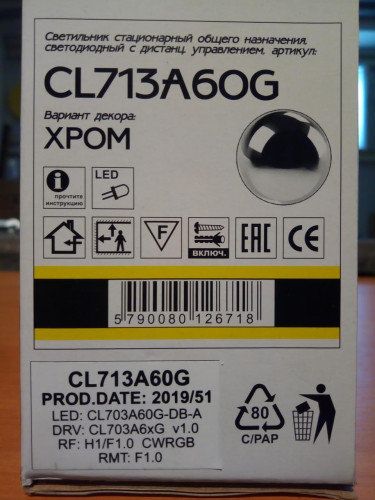 Светильник стационарный общего назначения,
светодиодный с дистанц. управлением, артикул:
CL713A60G
Вариант декора:
ХРОМ
прочтите
инструкцию
LED
F
ВКЛЮЧ.
EAC
CE
5 790080 126718
CL713A60G
PROD.DATE: 2019/51
LED: CL703A60G-DB-A
DRV: CL703A6xG v1.0
RF: H1/F1.0 CWRGB
RMT: F1.0
80
C/PAP